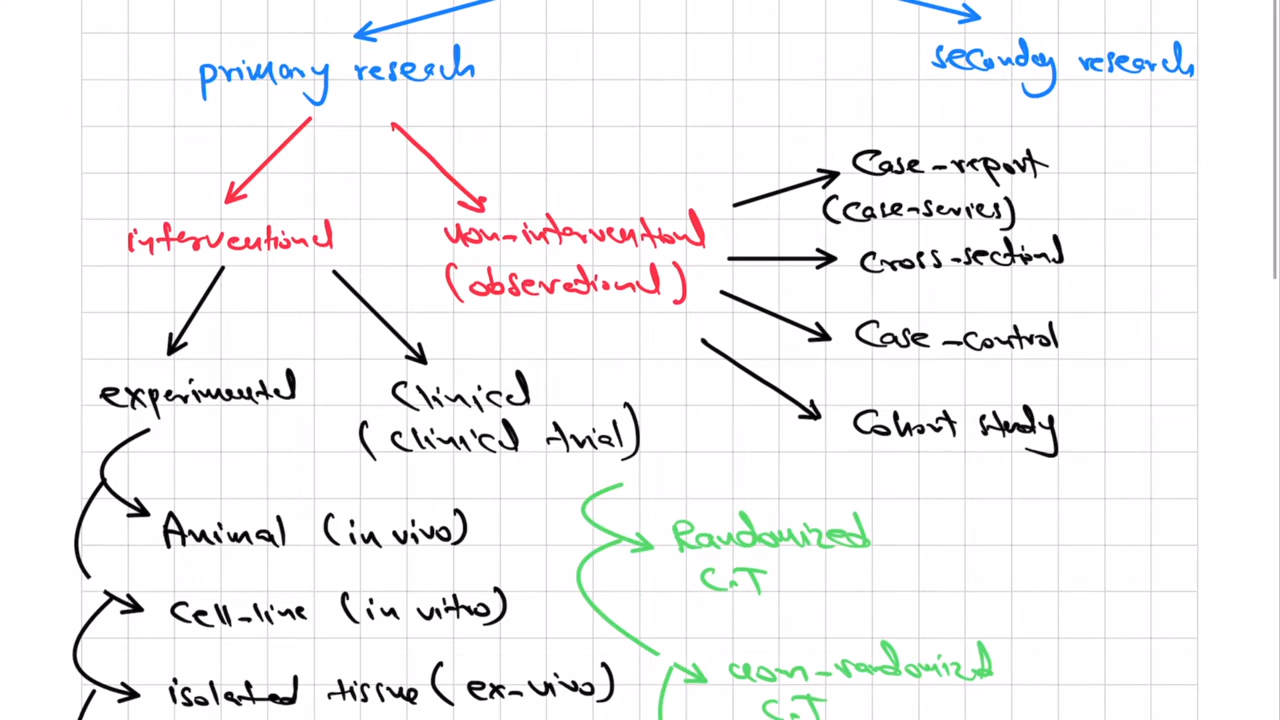 primary research
secondary research
Case-report
(case-series)
interventional
non-interventional
(observational)
cross-sectional
Case-control
experimental
Clinical
(clinical trial)
Cohort study
Animal (in vivo)
Randomized
C.T
cell-line (in vitro)
non-randomized
C.T
isolated tissue (ex-vivo)